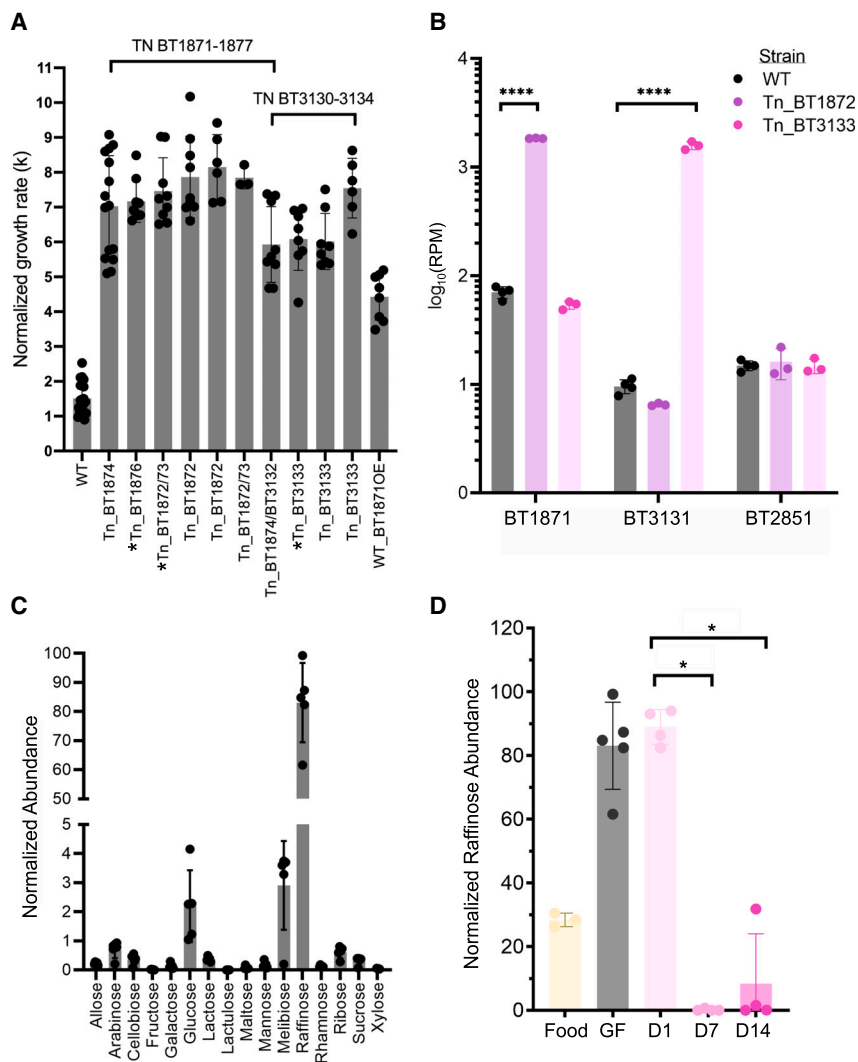 A
TN BT1871-1877
TN BT3130-3134
Normalized growth rate (k)
11
10
9
8
7
6
5
4
3
2
1
0
WT
Tn_BT1874
*Tn_BT1876
*Tn_BT1872/73
Tn_BT1872
Tn_BT1872
Tn_BT1872/73
Tn_BT1874/BT3132
*Tn_BT3133
Tn_BT3133
Tn_BT3133
WT_BT1871OE
B
Strain
WT
Tn_BT1872
Tn_BT3133
**** ****
log10(RPM)
4
3
2
1
0
BT1871 BT3131 BT2851
C
Normalized Abundance
100
90
80
70
60
50
5
4
3
2
1
0
Allose
Arabinose
Cellobiose
Fructose
Galactose
Glucose
Lactose
Lactulose
Maltose
Mannose
Melibiose
Raffinose
Rhamnose
Ribose
Sucrose
Xylose
D
Normalized Raffinose Abundance
120
100
80
60
40
20
0
*
*
Food GF D1 D7 D14